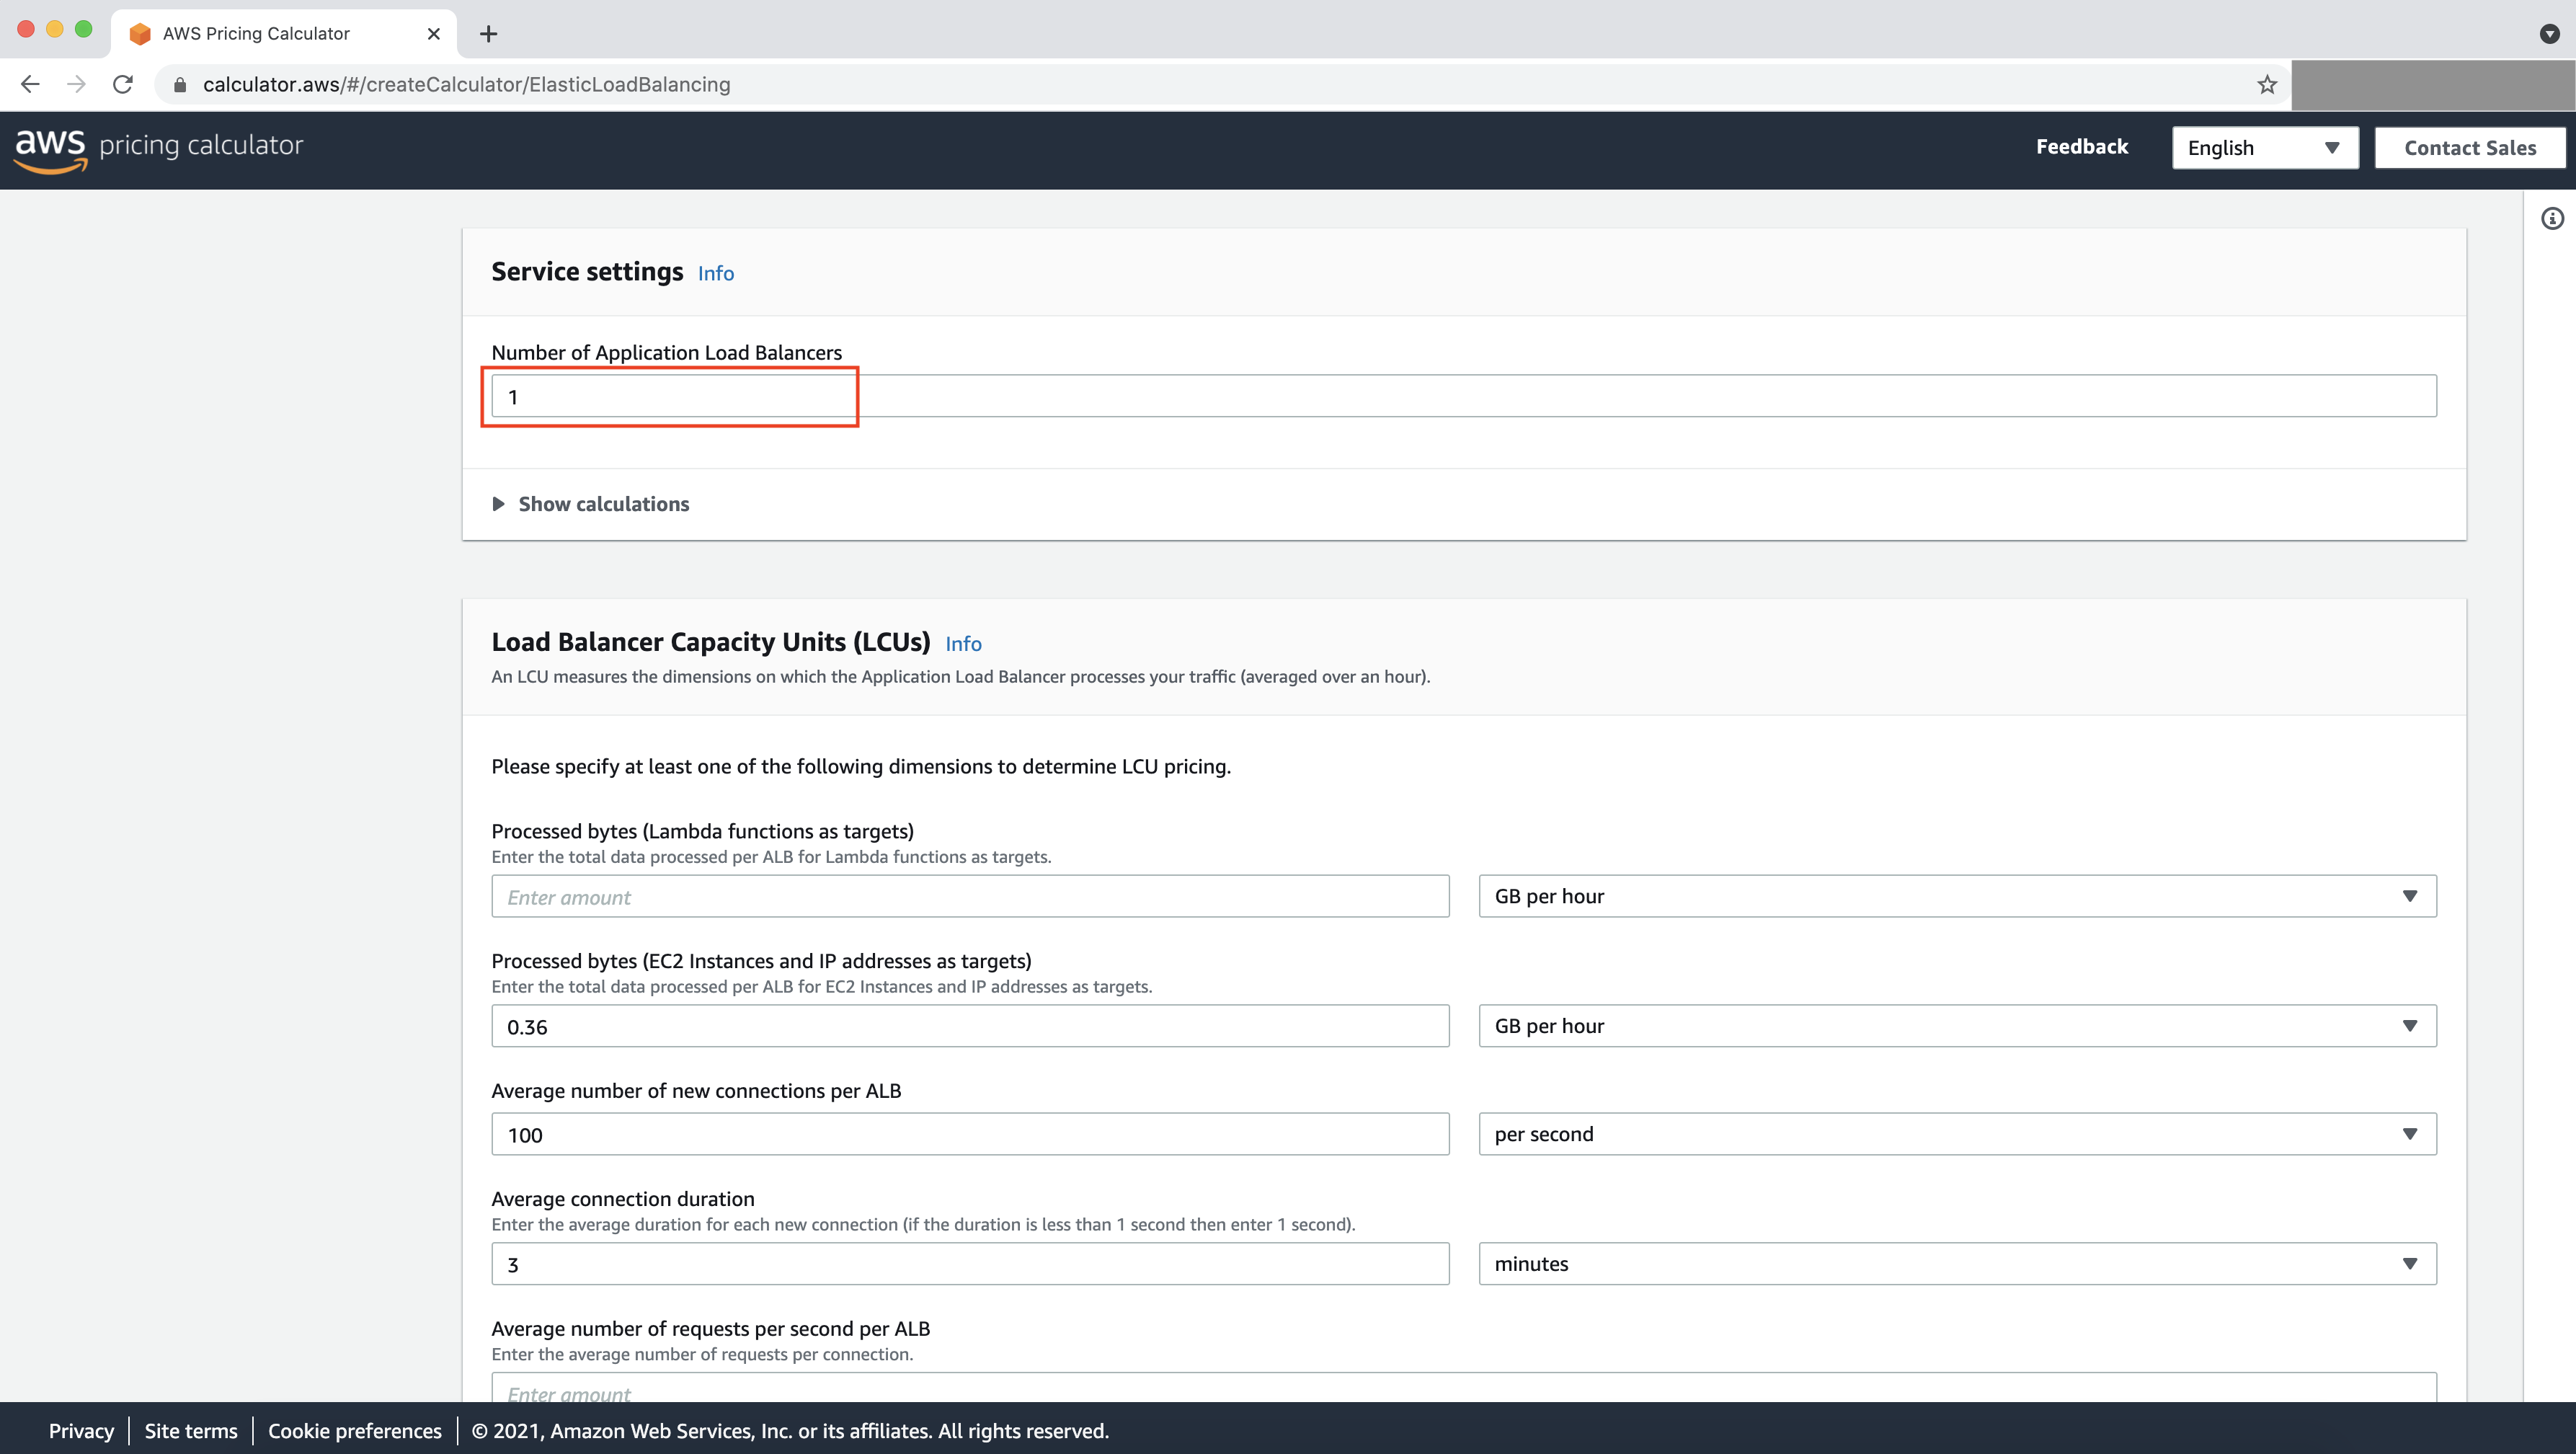 AWS Pricing Calculator
calculator.aws/#/createCalculator/ElasticLoadBalancing
aws pricing calculator
Feedback
English
Contact Sales
Service settings Info
Number of Application Load Balancers
1
Show calculations
Load Balancer Capacity Units (LCUs) Info
An LCU measures the dimensions on which the Application Load Balancer processes your traffic (averaged over an hour).
Please specify at least one of the following dimensions to determine LCU pricing.
Processed bytes (Lambda functions as targets)
Enter the total data processed per ALB for Lambda functions as targets.
Enter amount GB per hour
Processed bytes (EC2 Instances and IP addresses as targets)
Enter the total data processed per ALB for EC2 Instances and IP addresses as targets.
0.36 GB per hour
Average number of new connections per ALB
100 per second
Average connection duration
Enter the average duration for each new connection (if the duration is less than 1 second then enter 1 second).
3 minutes
Average number of requests per second per ALB
Enter the average number of requests per connection.
Enter amount
Privacy Site terms Cookie preferences © 2021, Amazon Web Services, Inc. or its affiliates. All rights reserved.